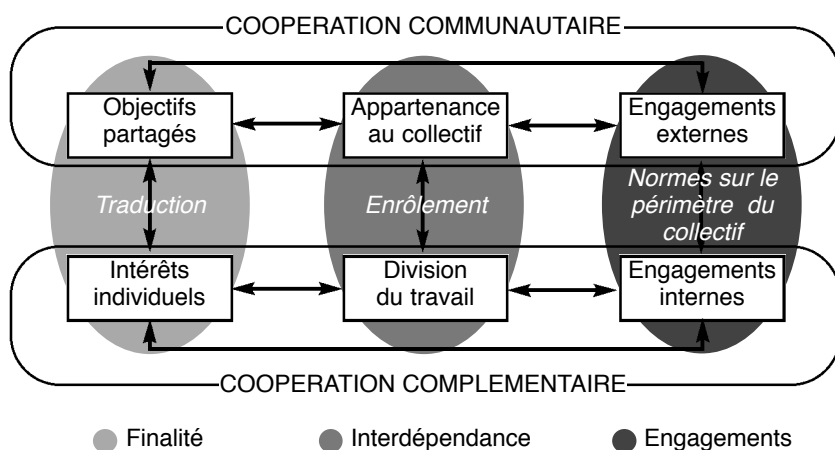 COOPERATION COMMUNAUTAIRE
Objectifs
partagés
Appartenance
au collectif
Engagements
externes
Traduction
Enrôlement
Normes sur le
périmètre du
collectif
Intérêts
individuels
Division
du travail
Engagements
internes
COOPERATION COMPLEMENTAIRE
Finalité
Interdépendance
Engagements